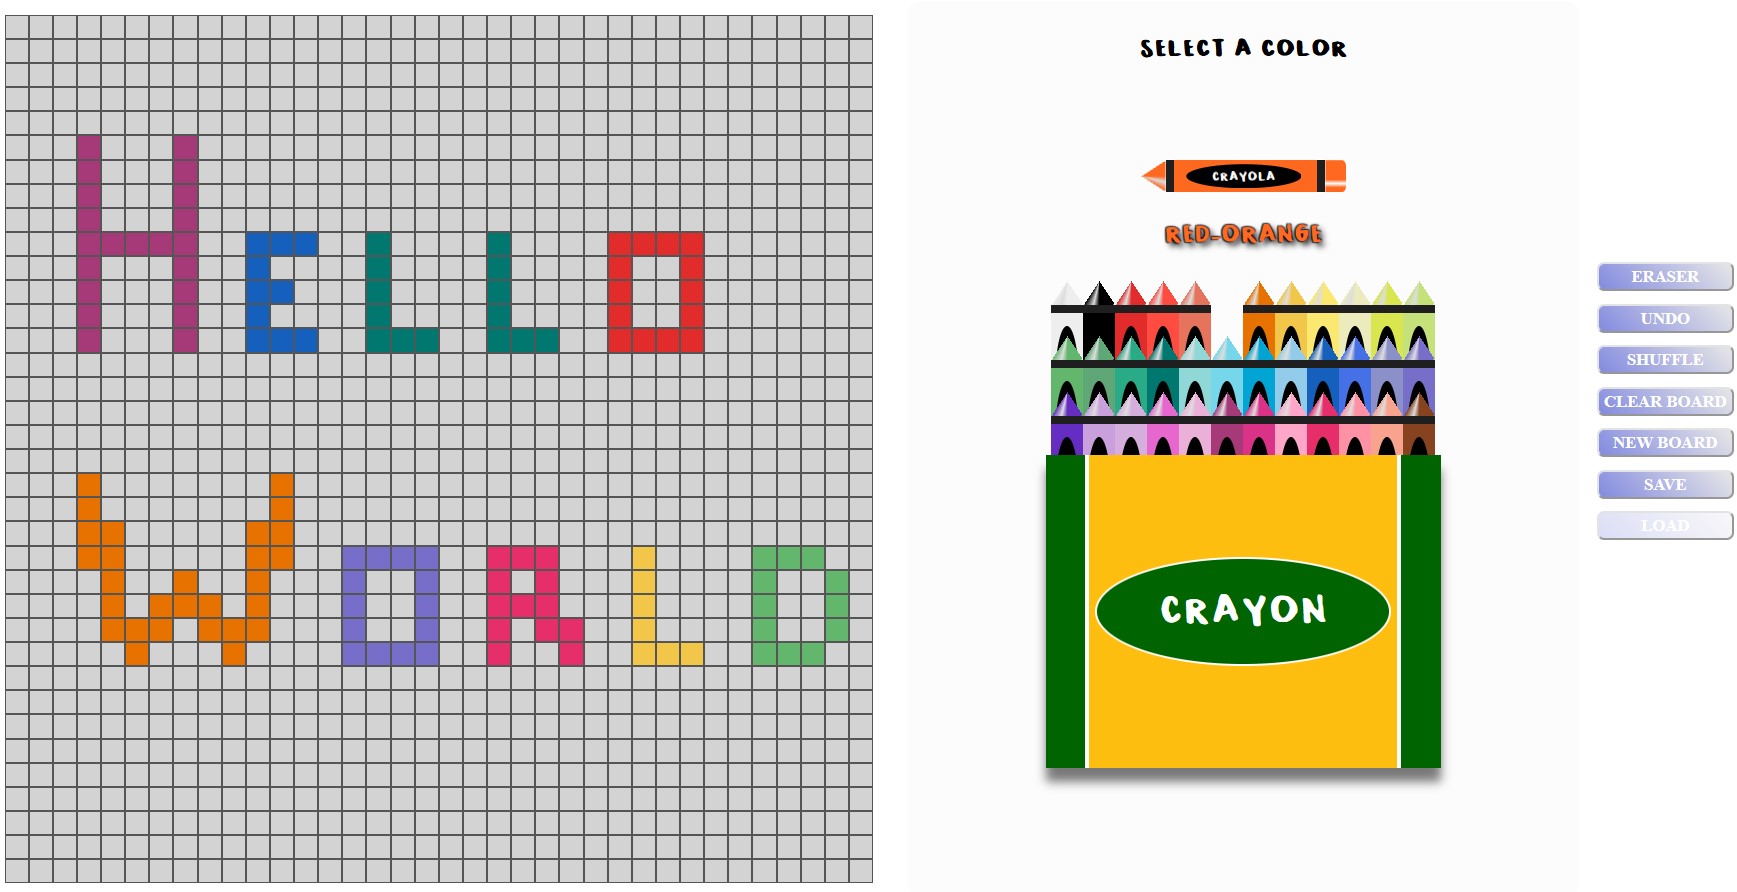 HELLO
WORLD
SELECT A COLOR
CRAYOLA
RED-ORANGE
CRAYON
ERASER
UNDO
SHUFFLE
CLEAR BOARD
NEW BOARD
SAVE
LOAD